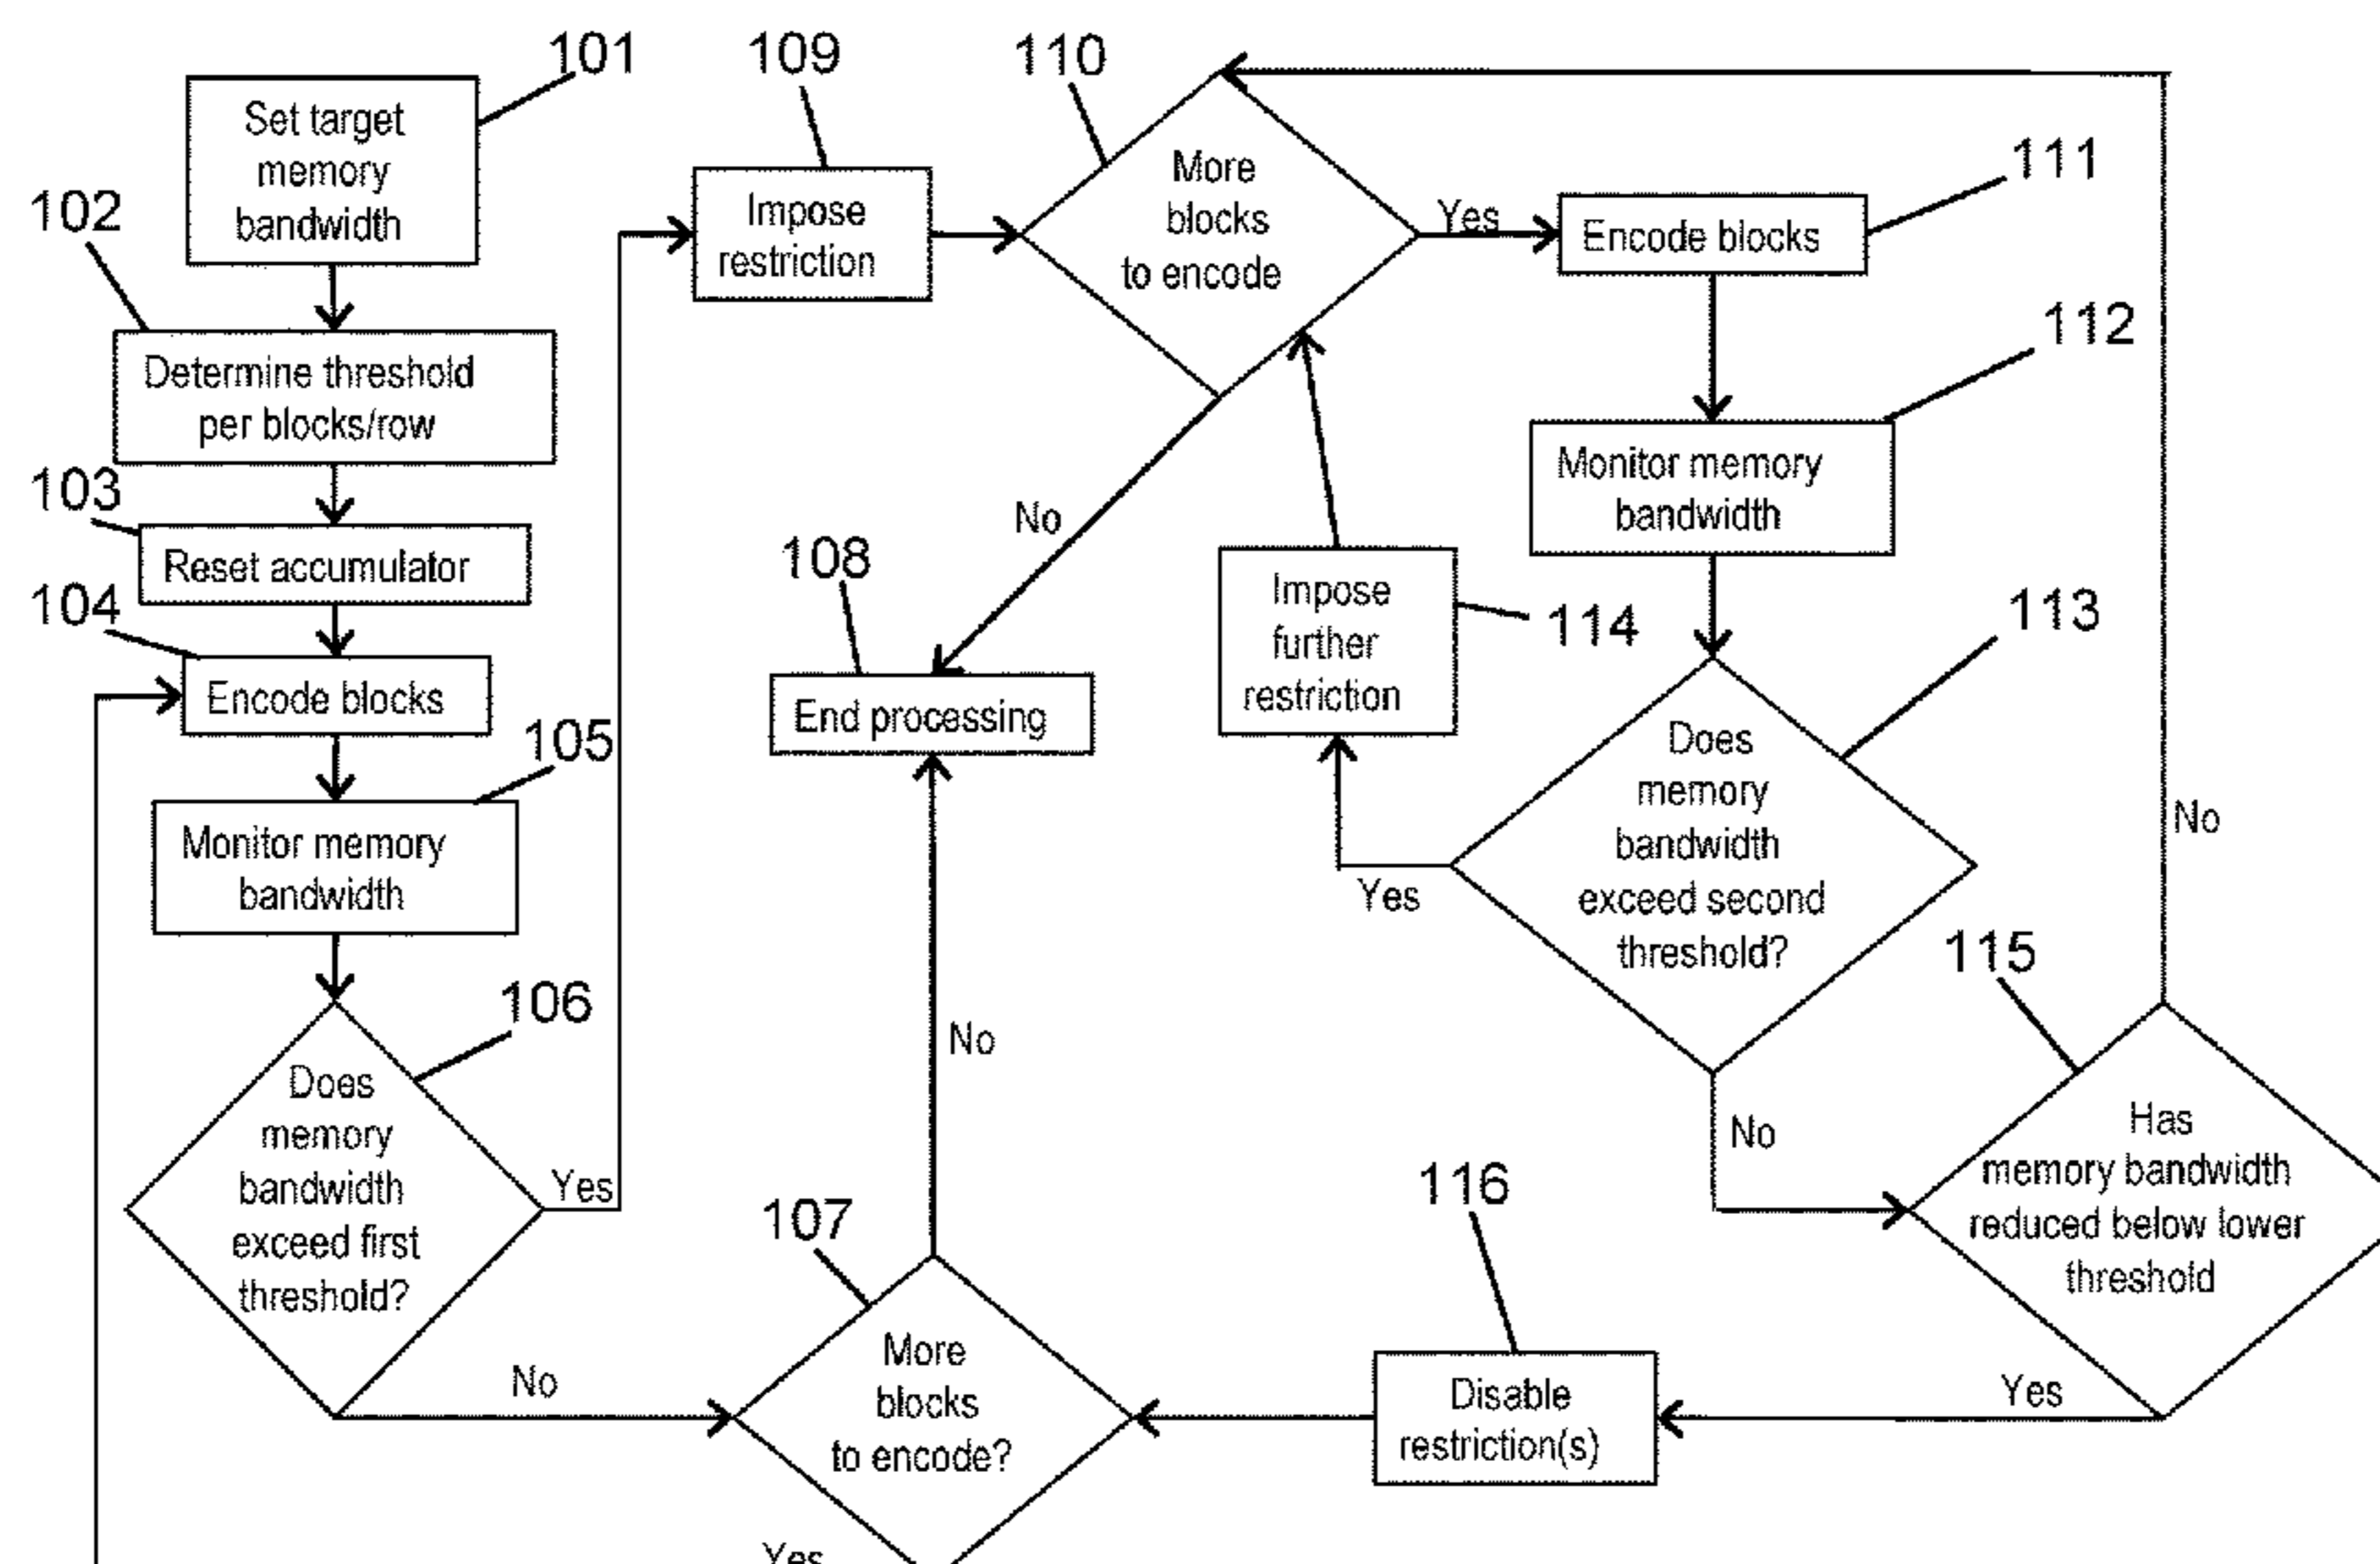 101
Set target
memory
bandwidth
102
Determine threshold
per blocks/row
103
Reset accumulator
104
Encode blocks
105
Monitor memory
bandwidth
106
Does
memory
bandwidth
exceed first
threshold?
Yes
No
109
Impose
restriction
110
More
blocks
to encode
Yes
No
108
End processing
111
Encode blocks
112
Monitor memory
bandwidth
113
Does
memory
bandwidth
exceed second
threshold?
Yes
No
114
Impose
further
restriction
115
Has
memory bandwidth
reduced below lower
threshold
No
Yes
116
Disable
restriction(s)
107
More
blocks
to encode?
No
Yes